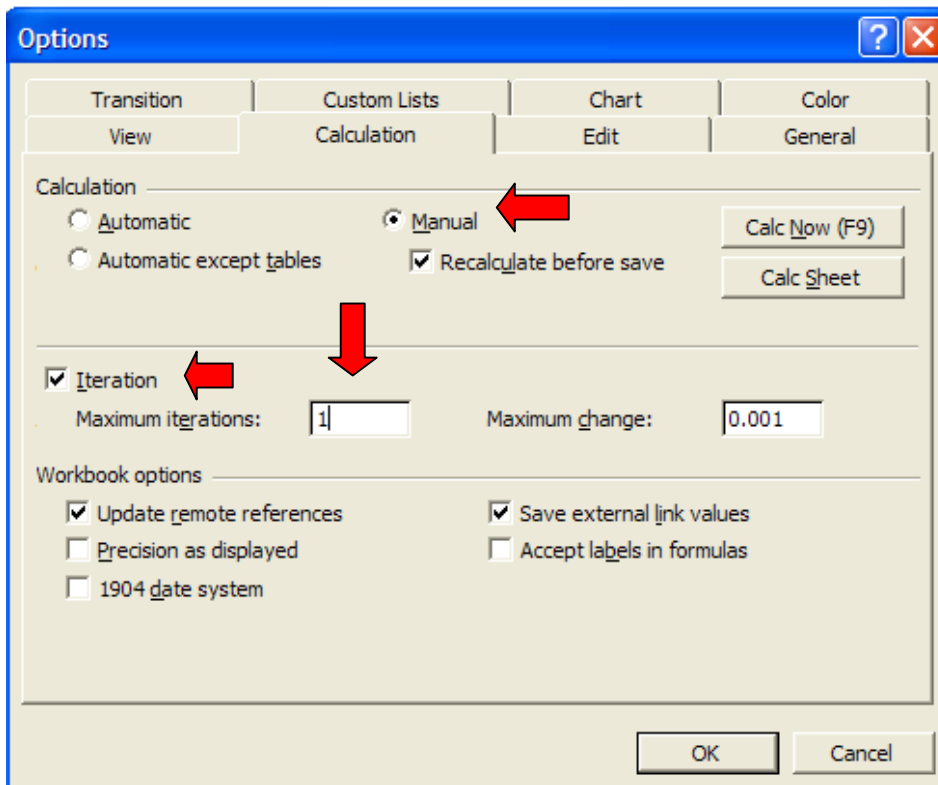 Options
Transition Custom Lists Chart Color
View Calculation Edit General
Calculation
Automatic Manual Calc Now (F9)
Automatic except tables Recalculate before save Calc Sheet
Iteration
Maximum iterations: 1 Maximum change: 0.001
Workbook options
Update remote references Save external link values
Precision as displayed Accept labels in formulas
1904 date system
OK Cancel